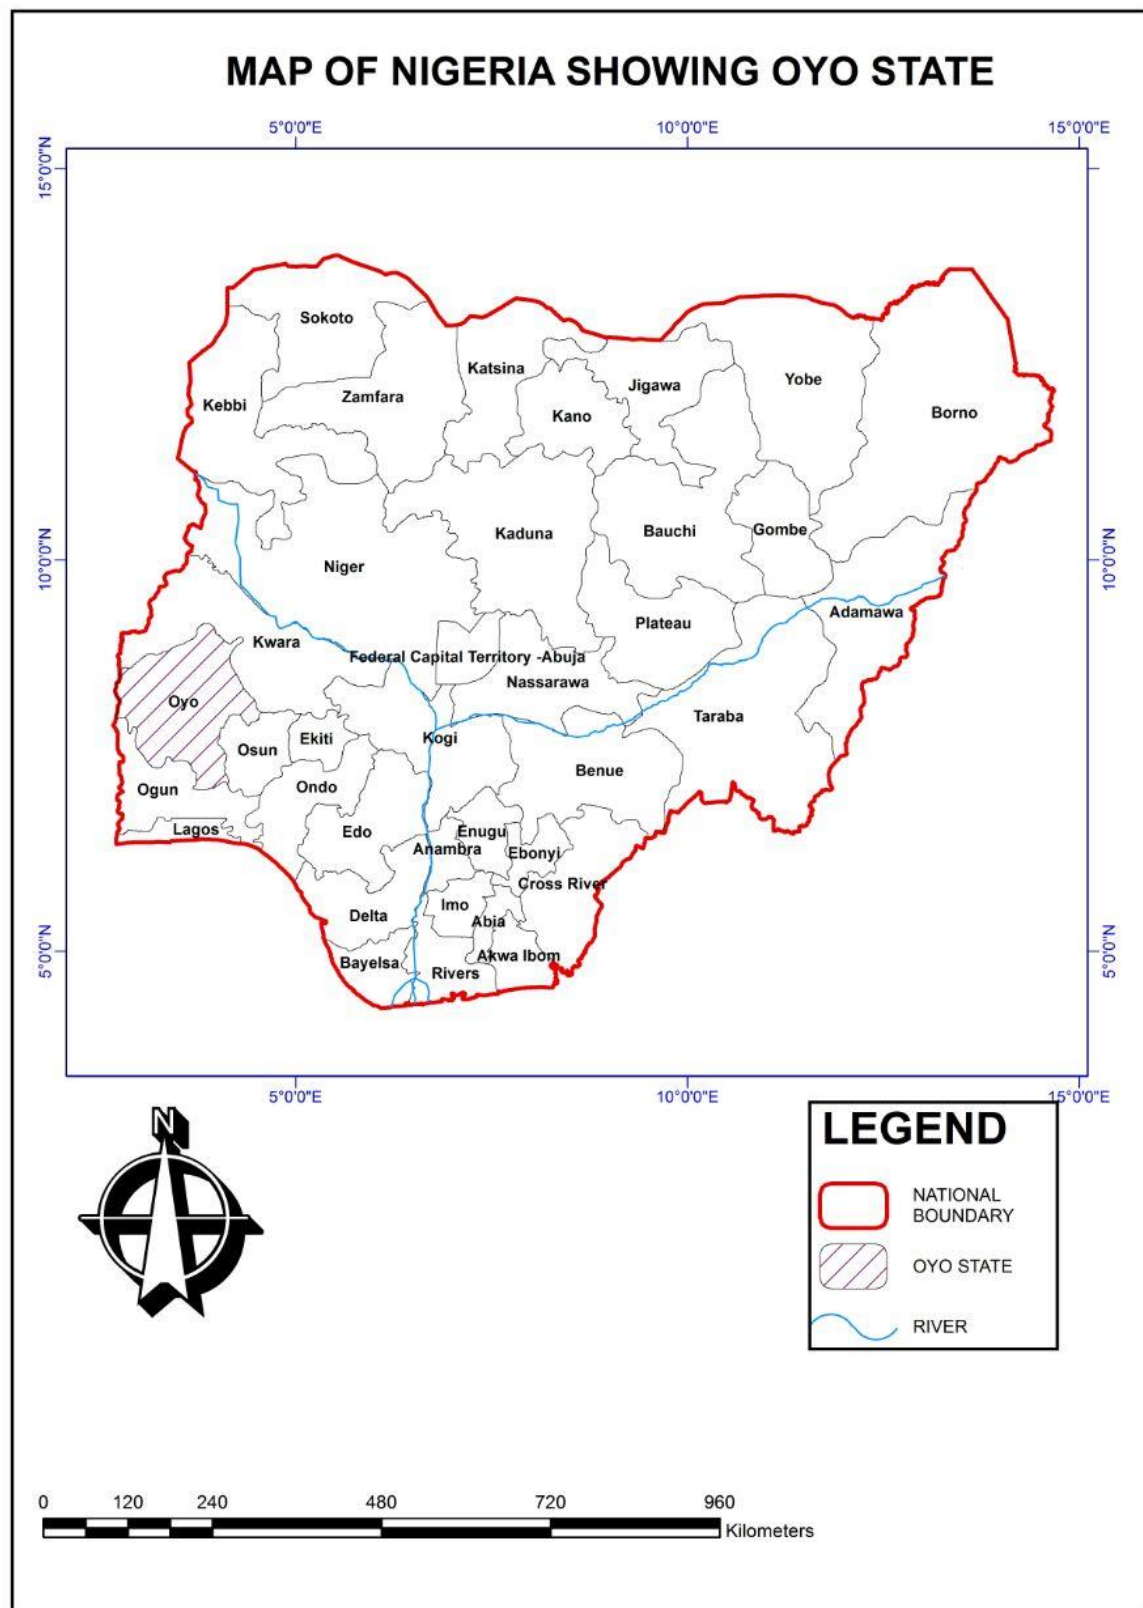 MAP OF NIGERIA SHOWING OYO STATE
5°0'0"E
10°0'0"E
15°0'0"E
15°0'0"N
10°0'0"N
10°0'0"N
5°0'0"N
5°0'0"N
Sokoto
Katsina
Jigawa
Yobe
Kebbi
Zamfara
Kano
Borno
Kaduna
Bauchi
Gombe
Niger
Adamawa
Plateau
Kwara
Federal Capital Territory -Abuja
Nassarawa
Oyo
Taraba
Osun
Ekiti
Kogi
Benue
Ogun
Ondo
Lagos
Edo
Enugu
Anambra
Ebonyi
Cross River
Imo
Delta
Abia
Akwa Ibom
Bayelsa
Rivers
5°0'0"E
10°0'0"E
15°0'0"E
N
LEGEND
NATIONAL
BOUNDARY
OYO STATE
RIVER
0 120 240 480 720 960
Kilometers